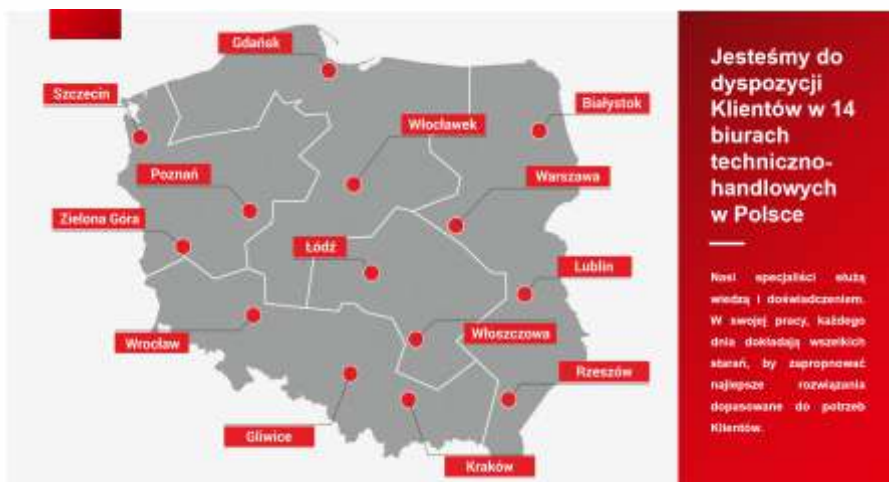 Gdańsk
Szczecin
Białystok
Włocławek
Poznań
Warszawa
Zielona Góra
Łódź
Lublin
Wrocław
Włoszczowa
Rzeszów
Gliwice
Kraków
Jesteśmy do
dyspozycji
Klientów w 14
biurach
techniczno-
handlowych
w Polsce
Nasi specjaliści służą
wiedzą i doświadczeniem.
W swojej pracy, każdego
dnia dokładają wszelkich
starań, by zaproponować
najlepsze rozwiązania
dopasowane do potrzeb
Klientów.